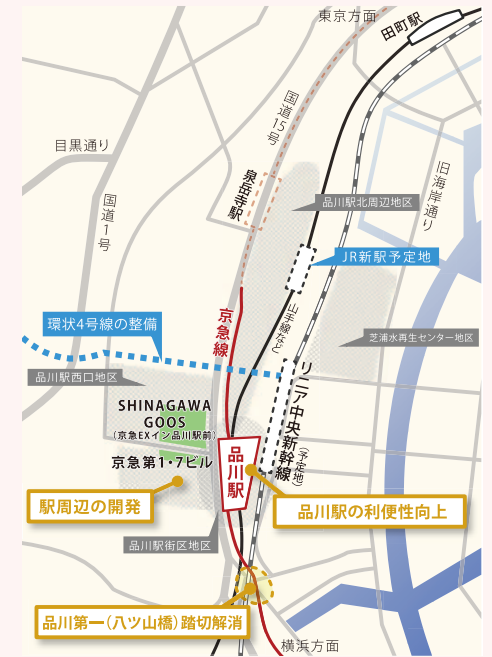 東京方面
田町駅
国道15号
目黒通り
泉岳寺駅
旧海岸通り
国道1号
品川駅北周辺地区
JR新駅予定地
京急線
山手線など
環状4号線の整備
芝浦水再生センター地区
品川駅西口地区
リニア中央新幹線
(予定地)
SHINAGAWA
GOOS
(京急EXイン品川駅前)
品川駅
京急第1・7ビル
駅周辺の開発
品川駅の利便性向上
品川駅街区地区
品川第一(八ツ山橋)踏切解消
横浜方面